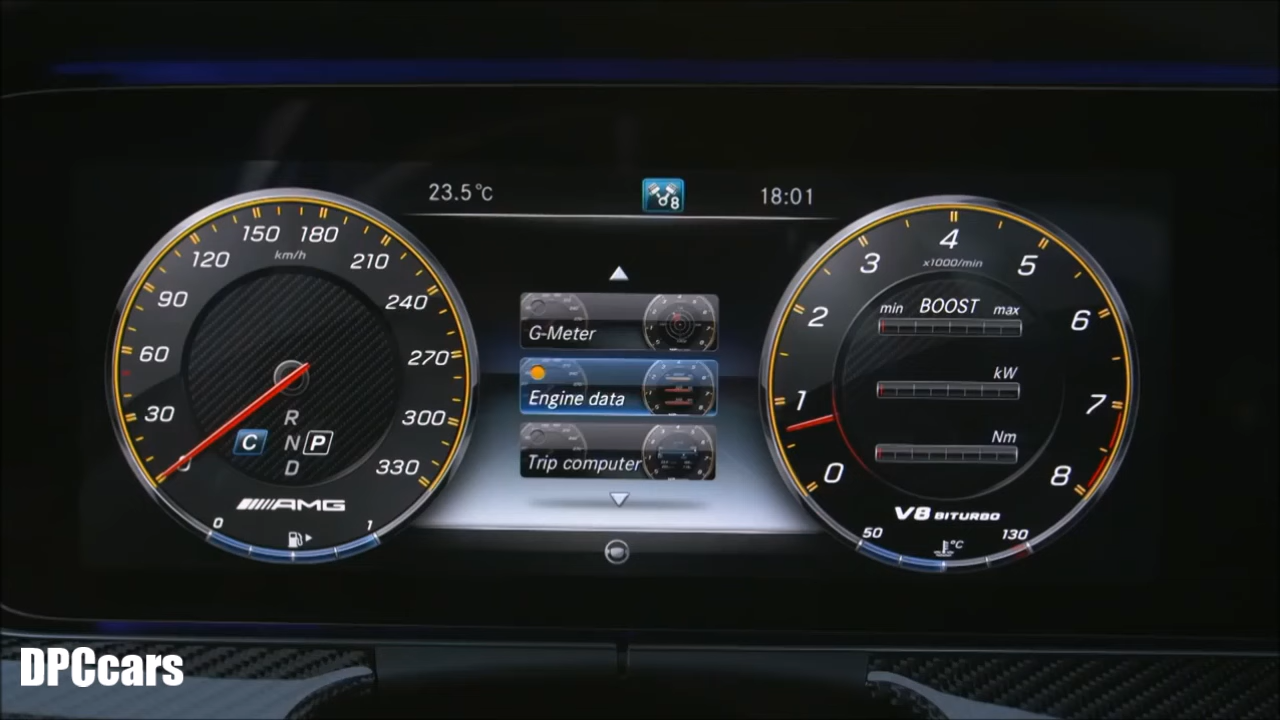 23.5°C
8
18:01
150 180
120 km/h 210
90 240
60 270
30 300
0 330
C
R
N P
D
AMG
0 1
G-Meter
Engine data
Trip computer
4
3 x1000/min 5
2 6
1 7
0 8
min BOOST max
kW
Nm
V8 BITURBO
50 °C 130
DPCcars